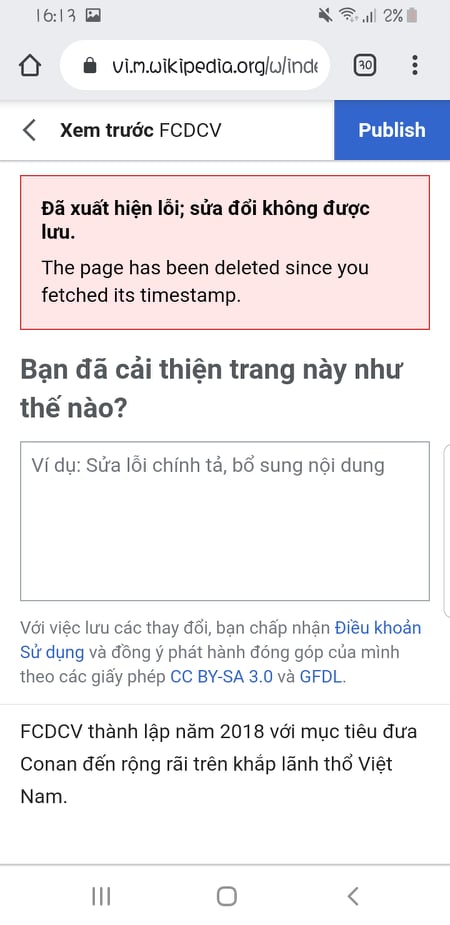 16:13 2%
vi.m.wikipedia.org/w/inde 30
Xem trước FCDCV Publish
Đã xuất hiện lỗi; sửa đổi không được
lưu.
The page has been deleted since you
fetched its timestamp.
Bạn đã cải thiện trang này như
thế nào?
Ví dụ: Sửa lỗi chính tả, bổ sung nội dung
Với việc lưu các thay đổi, bạn chấp nhận Điều khoản
Sử dụng và đồng ý phát hành đóng góp của mình
theo các giấy phép CC BY-SA 3.0 và GFDL.
FCDCV thành lập năm 2018 với mục tiêu đưa
Conan đến rộng rãi trên khắp lãnh thổ Việt
Nam.